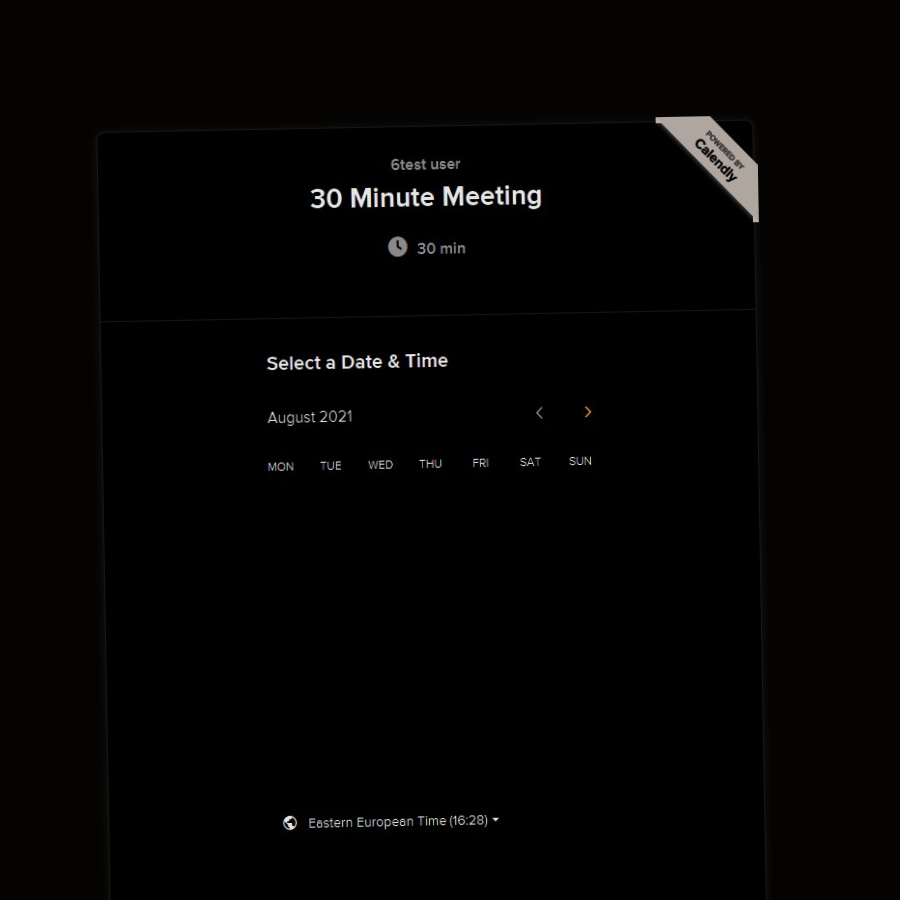 POWERED BY
Calendly
6test user
30 Minute Meeting
30 min
Select a Date & Time
August 2021
MON TUE WED THU FRI SAT SUN
Eastern European Time (16:28)